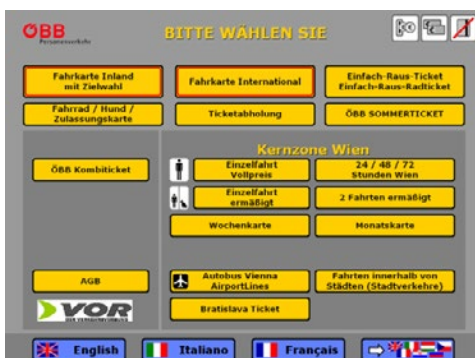 ÖBB
Personenverkehr
BITTE WÄHLEN SIE
Fahrkarte Inland
mit Zielwahl
Fahrkarte International
Einfach-Raus-Ticket
Einfach-Raus-Radticket
Fahrrad / Hund /
Zulassungskarte
Ticketabholung
ÖBB SOMMERTICKET
Kernzone Wien
ÖBB Kombiticket
Einzelfahrt
Vollpreis
24 / 48 / 72
Stunden Wien
Einzelfahrt
ermäßigt
2 Fahrten ermäßigt
Wochenkarte
Monatskarte
AGB
Autobus Vienna
AirportLines
Fahrten innerhalb von
Städten (Stadtverkehre)
VOR
Bratislava Ticket
English
Italiano
Français